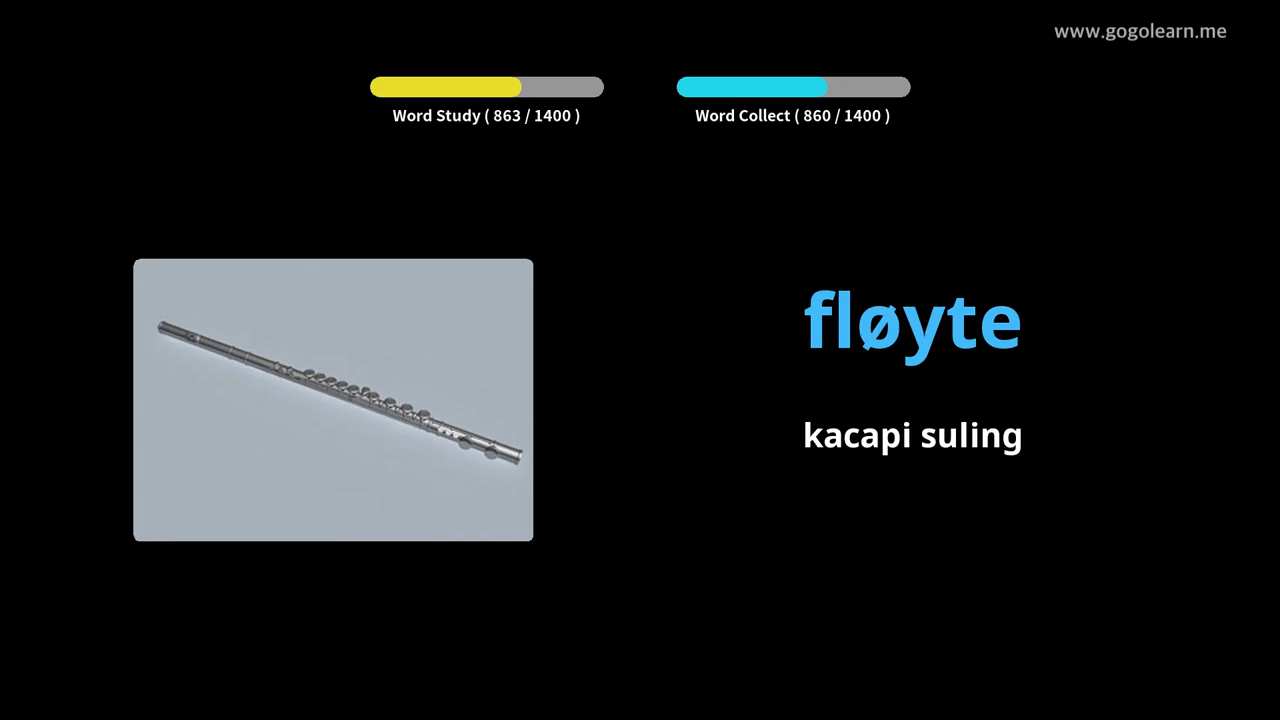 www.gogolearn.me
Word Study ( 863 / 1400 )
Word Collect ( 860 / 1400 )
fløyte
kacapi suling